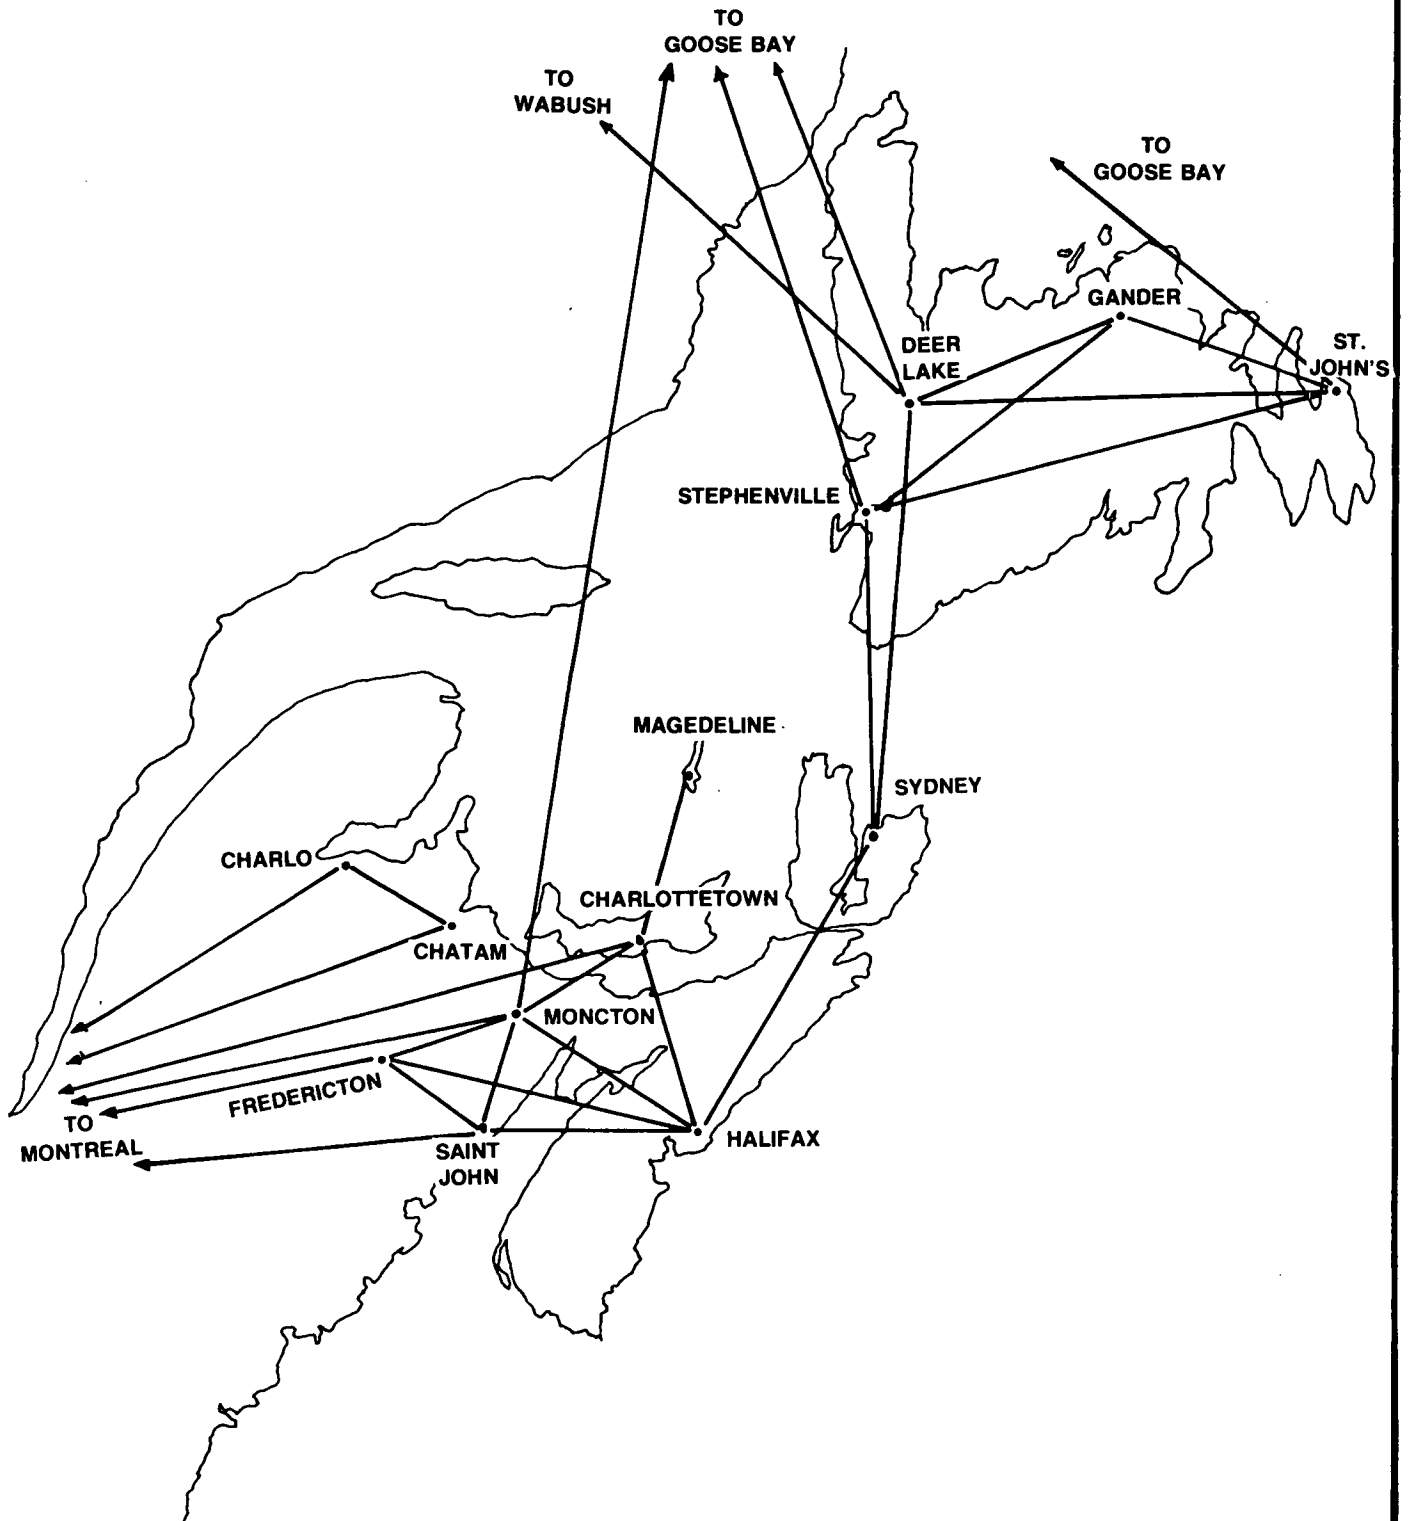 TO
GOOSE BAY
TO
WABUSH
TO
GOOSE BAY
GANDER
DEER
LAKE
ST.
JOHN'S
STEPHENVILLE
MAGEDELINE
SYDNEY
CHARLO
CHARLOTTETOWN
CHATAM
MONCTON
FREDERICTON
TO
MONTREAL
SAINT
JOHN
HALIFAX